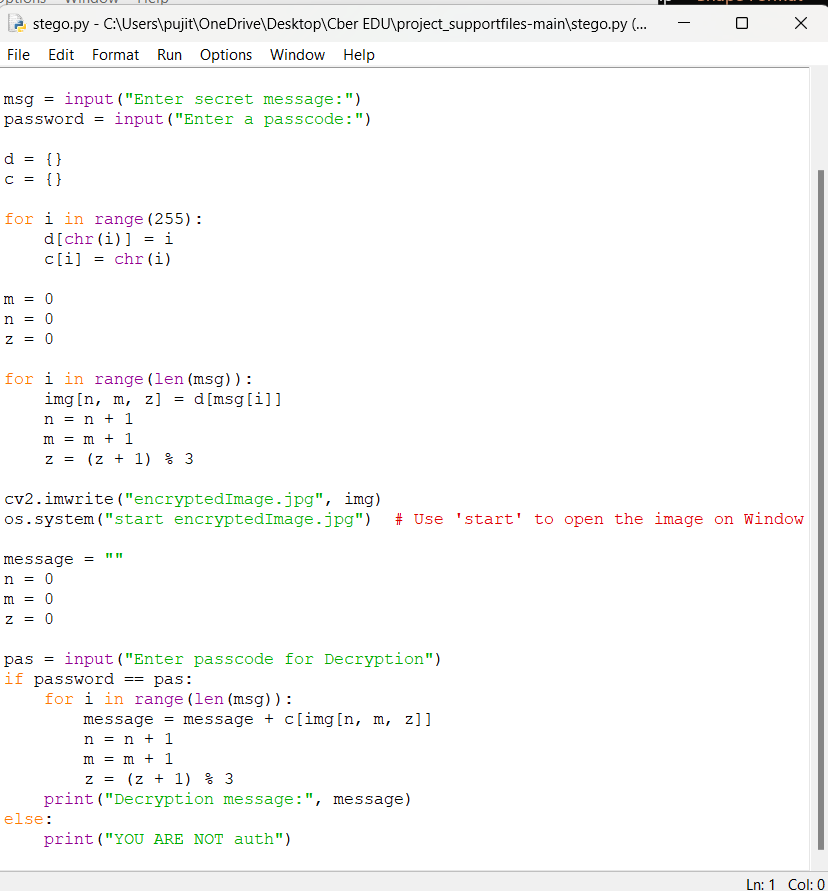 stego.py - C:\Users\pujit\OneDrive\Desktop\Cber EDU\project_supportfiles-main\stego.py (...
File Edit Format Run Options Window Help
msg = input("Enter secret message:")
password = input("Enter a passcode:")
d = {}
c = {}
for i in range(255):
    d[chr(i)] = i
    c[i] = chr(i)
m = 0
n = 0
z = 0
for i in range(len(msg)):
    img[n, m, z] = d[msg[i]]
    n = n + 1
    m = m + 1
    z = (z + 1) % 3
cv2.imwrite("encryptedImage.jpg", img)
os.system("start encryptedImage.jpg")  # Use 'start' to open the image on Window
message = ""
n = 0
m = 0
z = 0
pas = input("Enter passcode for Decryption")
if password == pas:
    for i in range(len(msg)):
        message = message + c[img[n, m, z]]
        n = n + 1
        m = m + 1
        z = (z + 1) % 3
    print("Decryption message:", message)
else:
    print("YOU ARE NOT auth")
Ln: 1 Col: 0